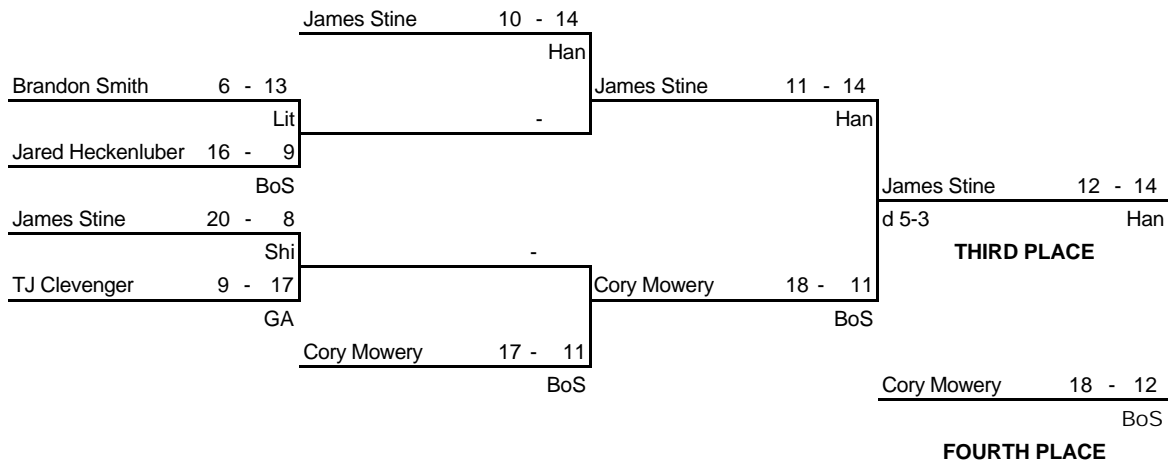 James Stine 10 - 14
Han
Brandon Smith 6 - 13
James Stine 11 - 14
Lit
-
Han
Jared Heckenluber 16 - 9
BoS
James Stine 12 - 14
James Stine 20 - 8
d 5-3 Han
Shi
-
THIRD PLACE
TJ Clevenger 9 - 17
Cory Mowery 18 - 11
GA
BoS
Cory Mowery 17 - 11
BoS
Cory Mowery 18 - 12
BoS
FOURTH PLACE